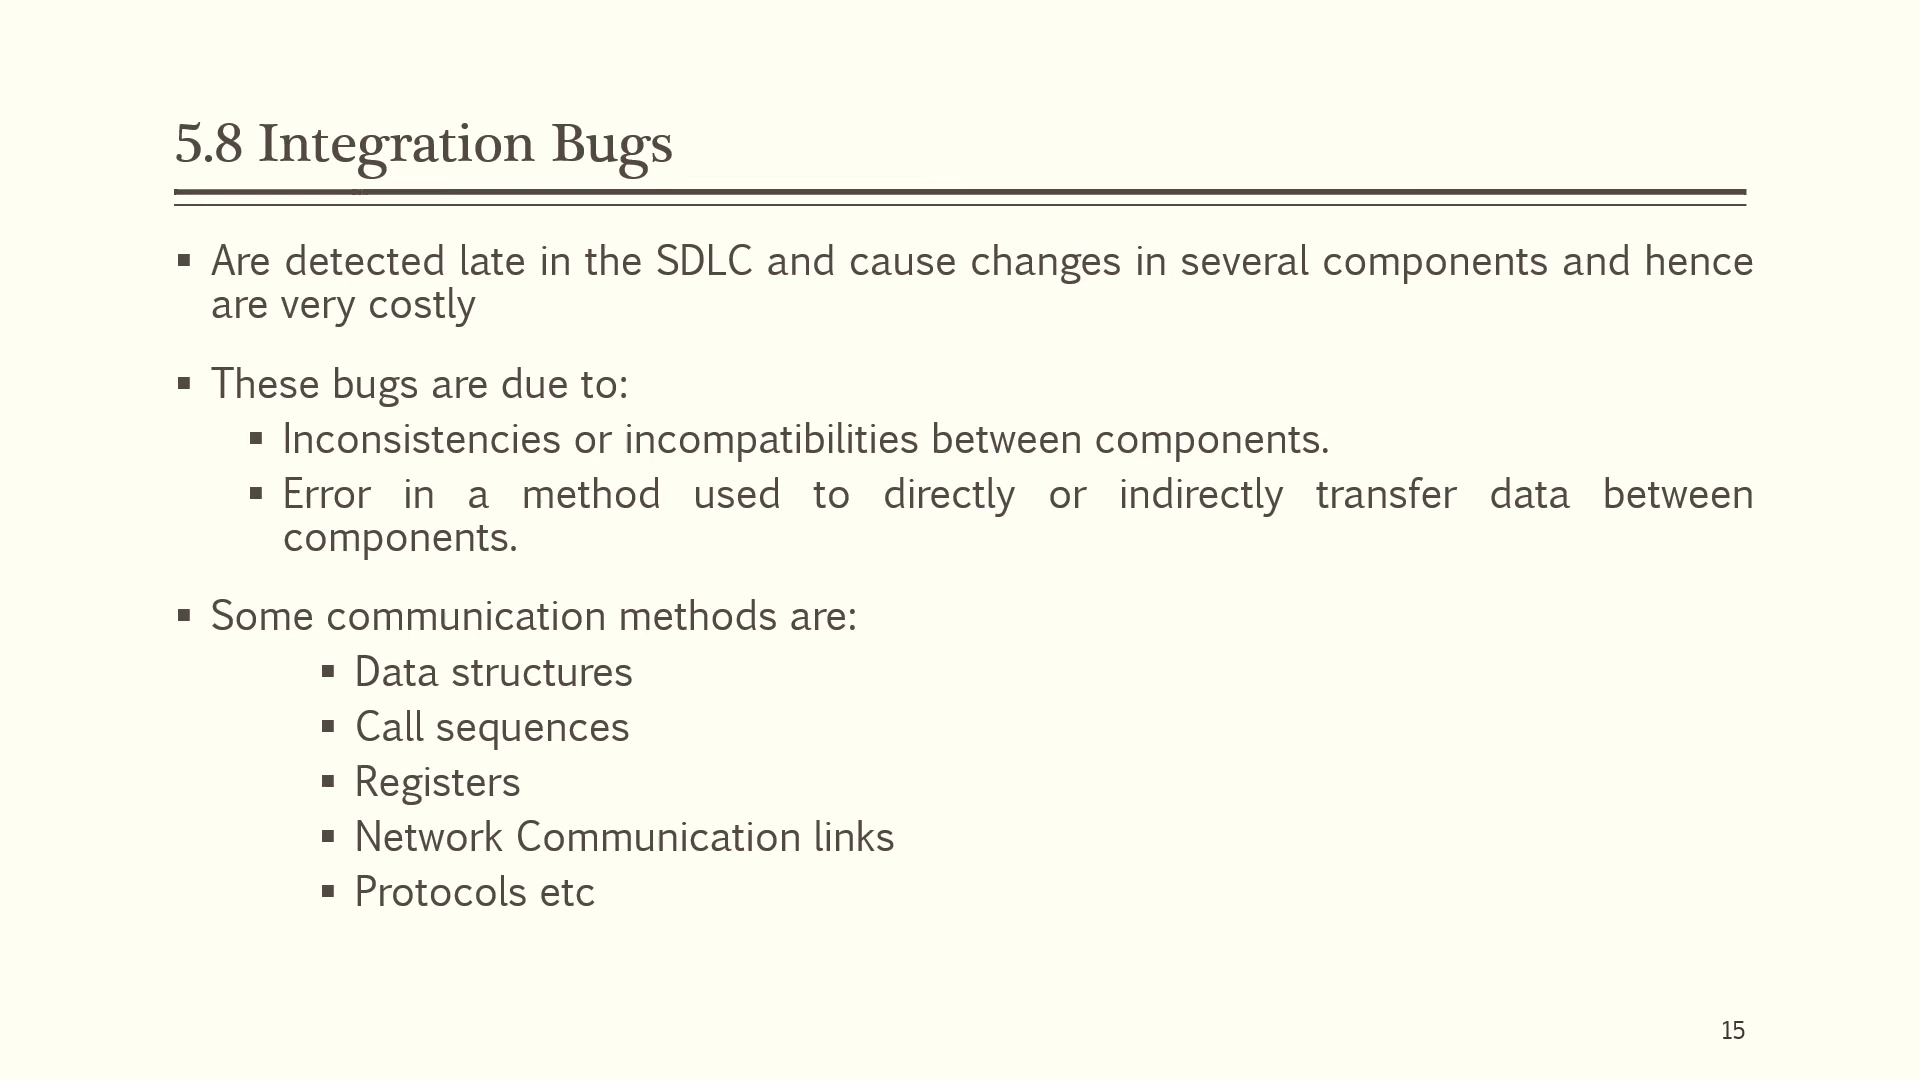 5.8 Integration Bugs
▪ Are detected late in the SDLC and cause changes in several components and hence
are very costly
▪ These bugs are due to:
▪ Inconsistencies or incompatibilities between components.
▪ Error in a method used to directly or indirectly transfer data between
components.
▪ Some communication methods are:
▪ Data structures
▪ Call sequences
▪ Registers
▪ Network Communication links
▪ Protocols etc
15